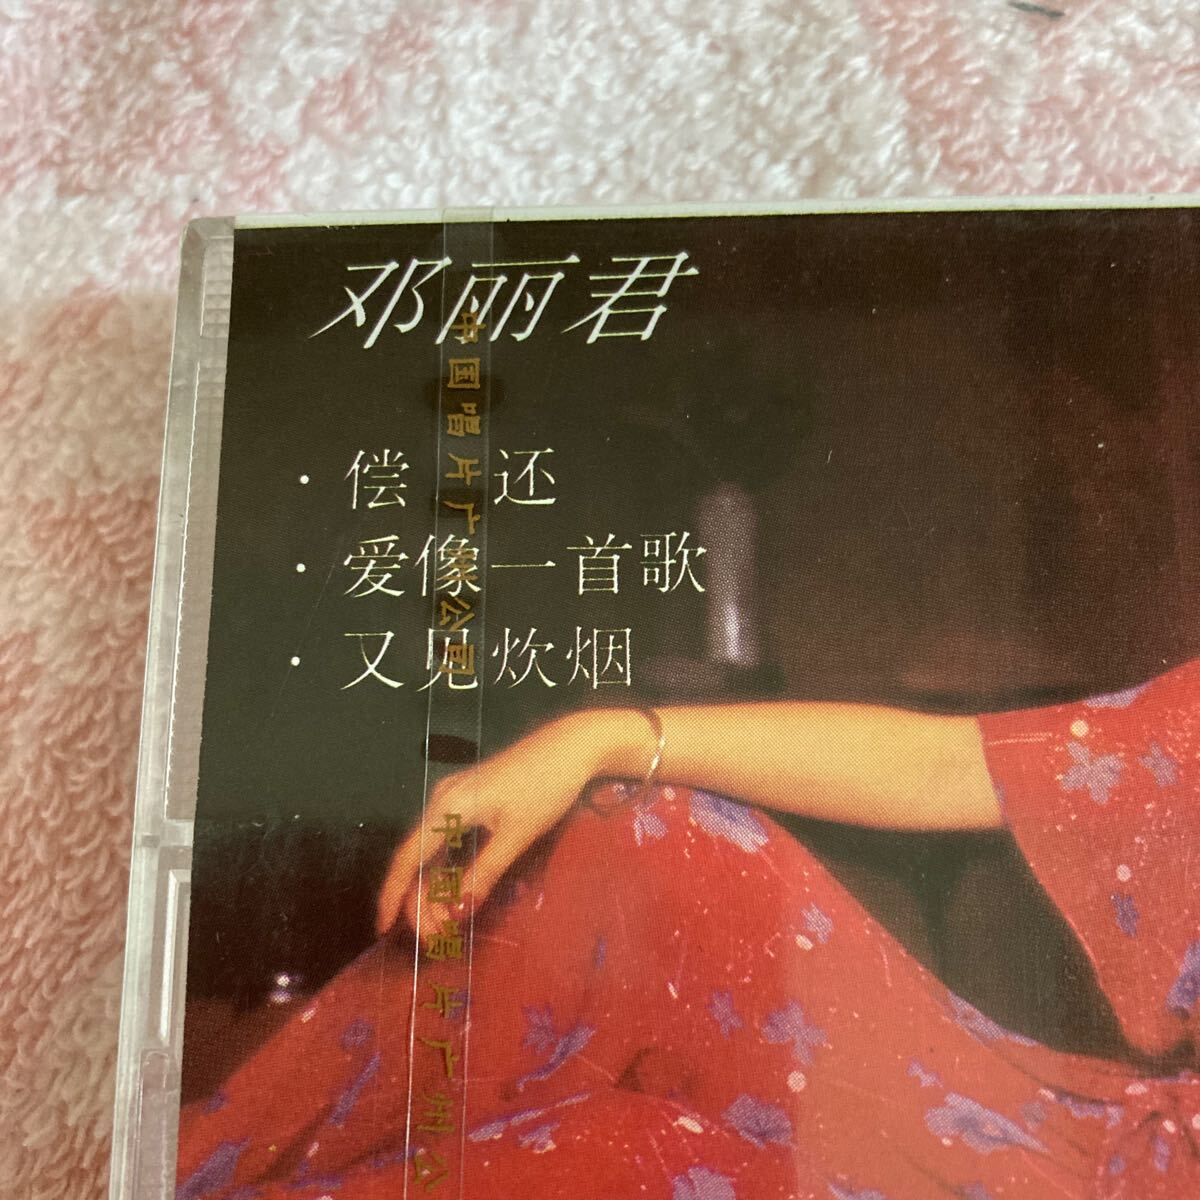 邓丽君
· 偿 还
· 爱像一首歌
· 又见炊烟
中国唱片广州公司
中国唱片广州公